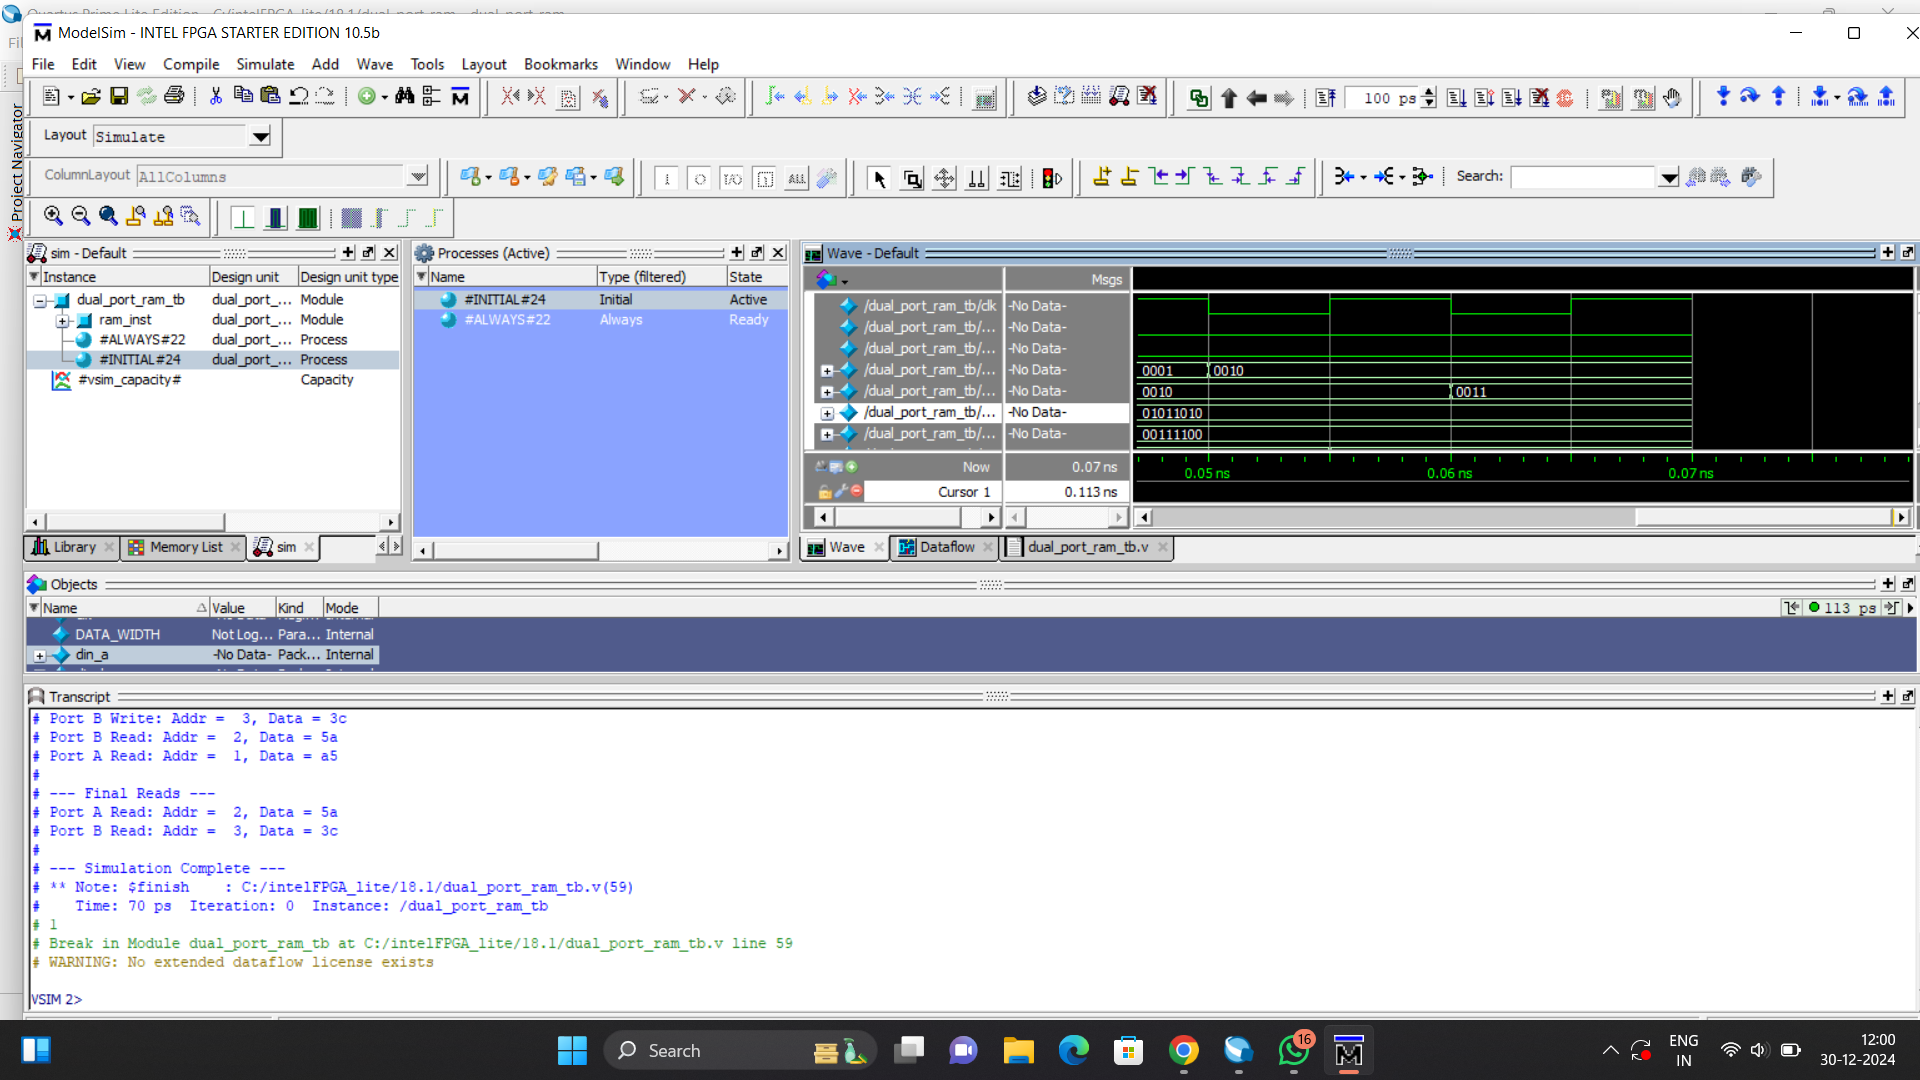 Quartus Prime Lite Edition - C:/intelFPGA_lite/18.1/dual_port_ram - dual_port_ram
ModelSim - INTEL FPGA STARTER EDITION 10.5b
File Edit View Compile Simulate Add Wave Tools Layout Bookmarks Window Help
100 ps
Layout Simulate
ColumnLayout AllColumns
I/O ALL
Search:
Project Navigator
sim - Default
Instance Design unit Design unit type
dual_port_ram_tb dual_port_... Module
ram_inst dual_port_... Module
#ALWAYS#22 dual_port_... Process
#INITIAL#24 dual_port_... Process
#vsim_capacity# Capacity
Library Memory List sim
Processes (Active)
Name Type (filtered) State
#INITIAL#24 Initial Active
#ALWAYS#22 Always Ready
Wave - Default
Msgs
/dual_port_ram_tb/clk -No Data-
/dual_port_ram_tb/... -No Data-
/dual_port_ram_tb/... -No Data-
/dual_port_ram_tb/... -No Data- 0001 0010
/dual_port_ram_tb/... -No Data- 0010 0011
/dual_port_ram_tb/... -No Data- 01011010
/dual_port_ram_tb/... -No Data- 00111100
Now 0.07 ns 0.05 ns 0.06 ns 0.07 ns
Cursor 1 0.113 ns
Wave Dataflow dual_port_ram_tb.v
Objects
Name Value Kind Mode
113 ps
DATA_WIDTH Not Log... Para... Internal
din_a -No Data- Pack... Internal
Transcript
# Port B Write: Addr =  3, Data = 3c
# Port B Read: Addr =  2, Data = 5a
# Port A Read: Addr =  1, Data = a5
#
# --- Final Reads ---
# Port A Read: Addr =  2, Data = 5a
# Port B Read: Addr =  3, Data = 3c
#
# --- Simulation Complete ---
# ** Note: $finish    : C:/intelFPGA_lite/18.1/dual_port_ram_tb.v(59)
#    Time: 70 ps  Iteration: 0  Instance: /dual_port_ram_tb
# 1
# Break in Module dual_port_ram_tb at C:/intelFPGA_lite/18.1/dual_port_ram_tb.v line 59
# WARNING: No extended dataflow license exists
VSIM 2>
Search
16
ENG
IN
12:00
30-12-2024